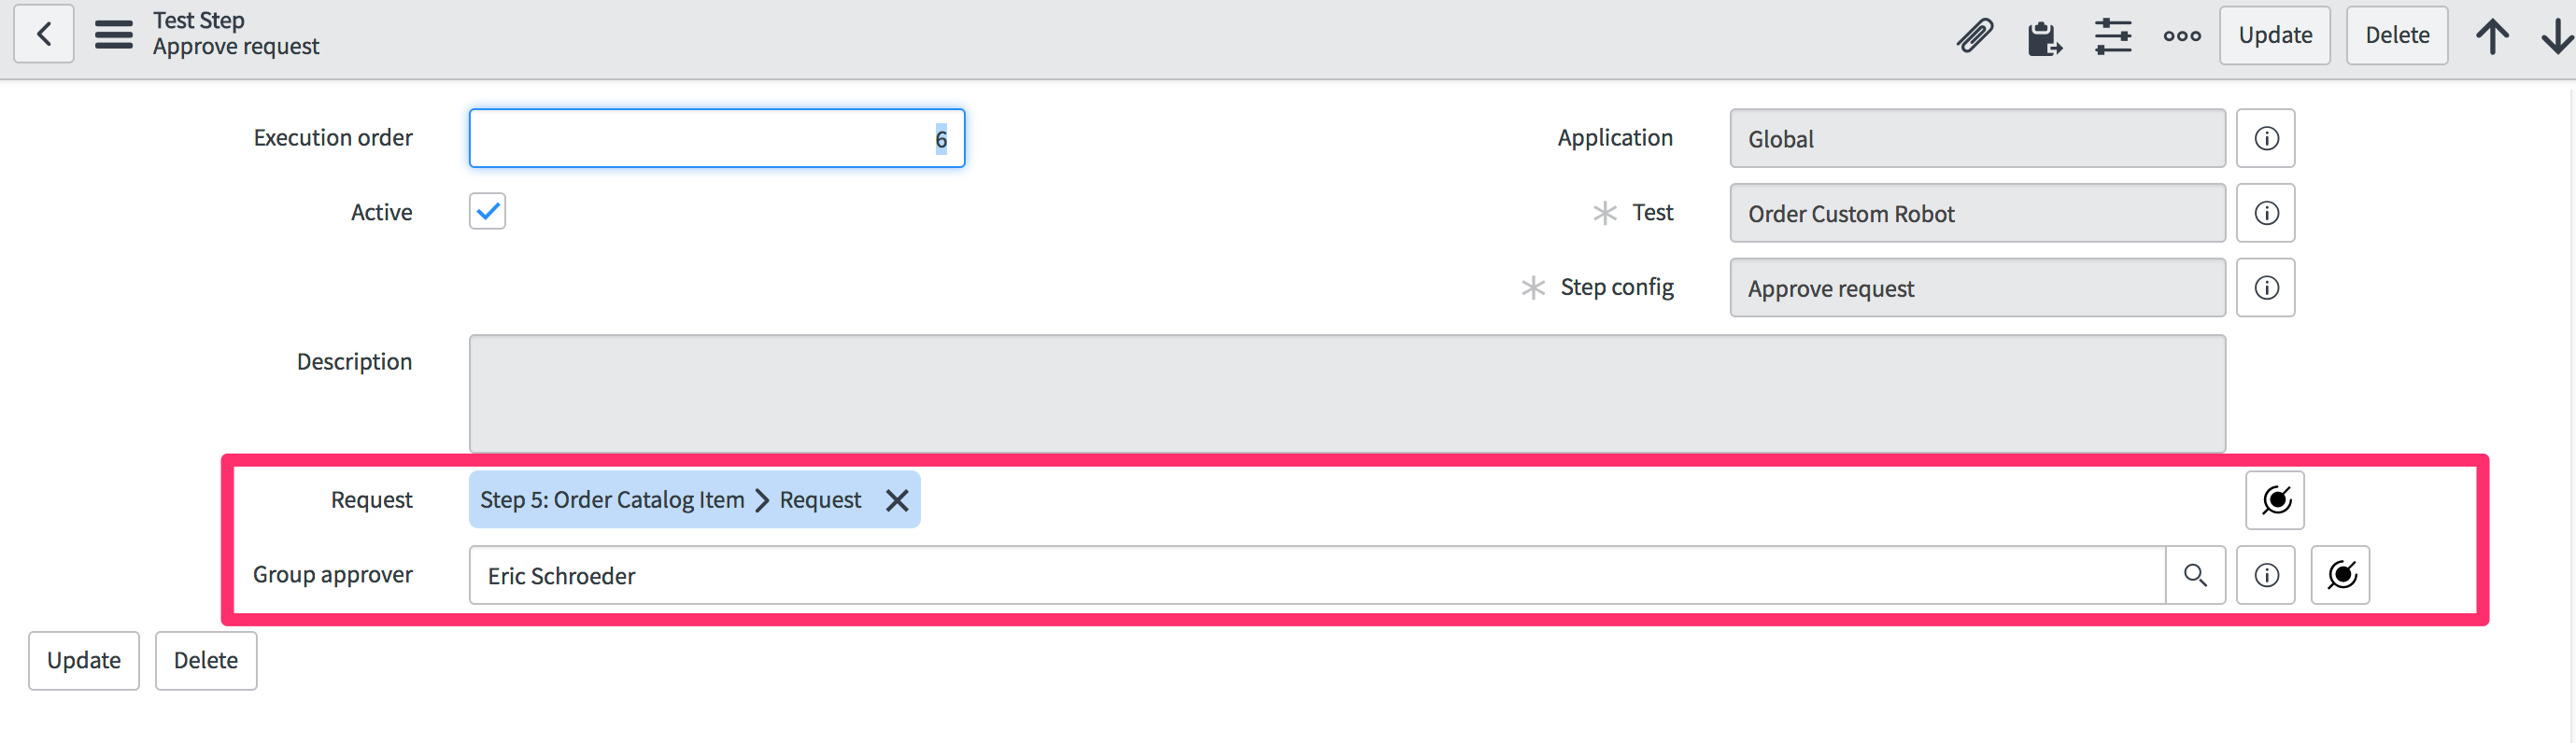 Test Step
Approve request
Update
Delete
Execution order
6
Application
Global
Active
Test
Order Custom Robot
Step config
Approve request
Description
Request
Step 5: Order Catalog Item > Request
Group approver
Eric Schroeder
Update
Delete